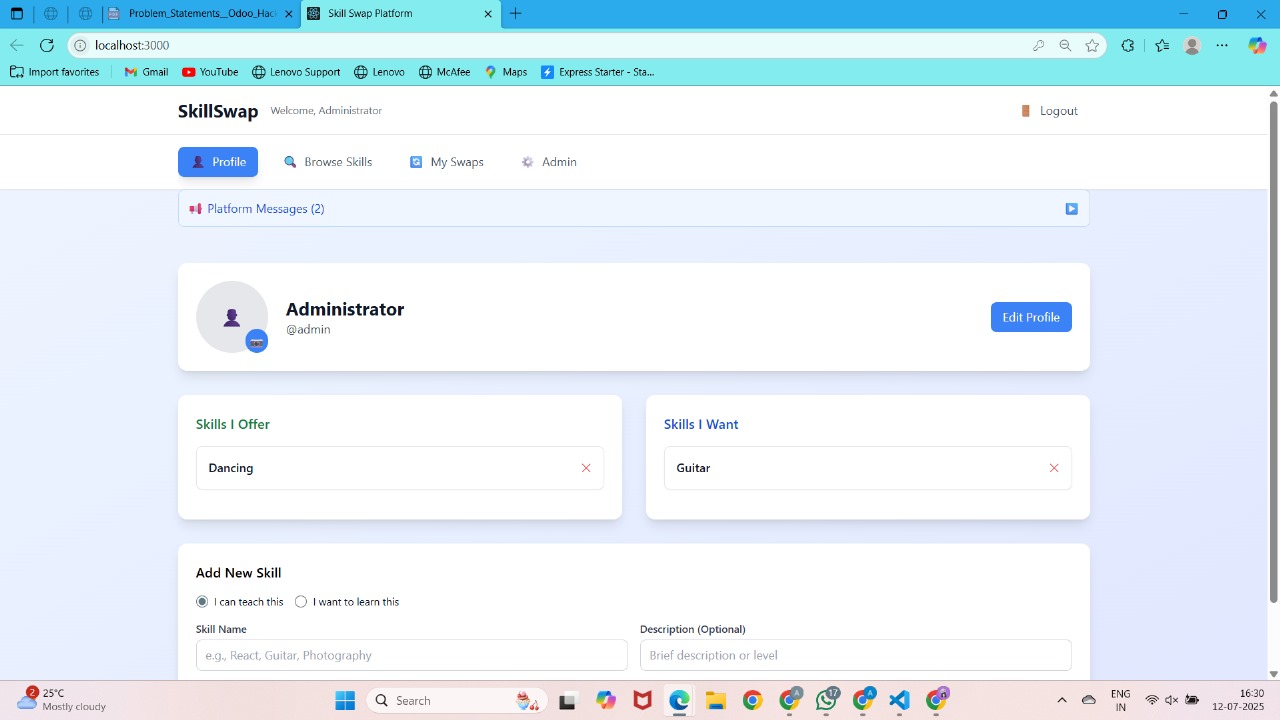 Problem_Statements__Odoo_Hac
Skill Swap Platform
localhost:3000
Import favorites
Gmail
YouTube
Lenovo Support
Lenovo
McAfee
Maps
Express Starter - Sta...
SkillSwap
Welcome, Administrator
Logout
Profile
Browse Skills
My Swaps
Admin
Platform Messages (2)
Administrator
@admin
Edit Profile
Skills I Offer
Dancing
Skills I Want
Guitar
Add New Skill
I can teach this
I want to learn this
Skill Name
e.g., React, Guitar, Photography
Description (Optional)
Brief description or level
2
25°C
Mostly cloudy
Search
A
17
A
ENG
IN
16:30
12-07-2025